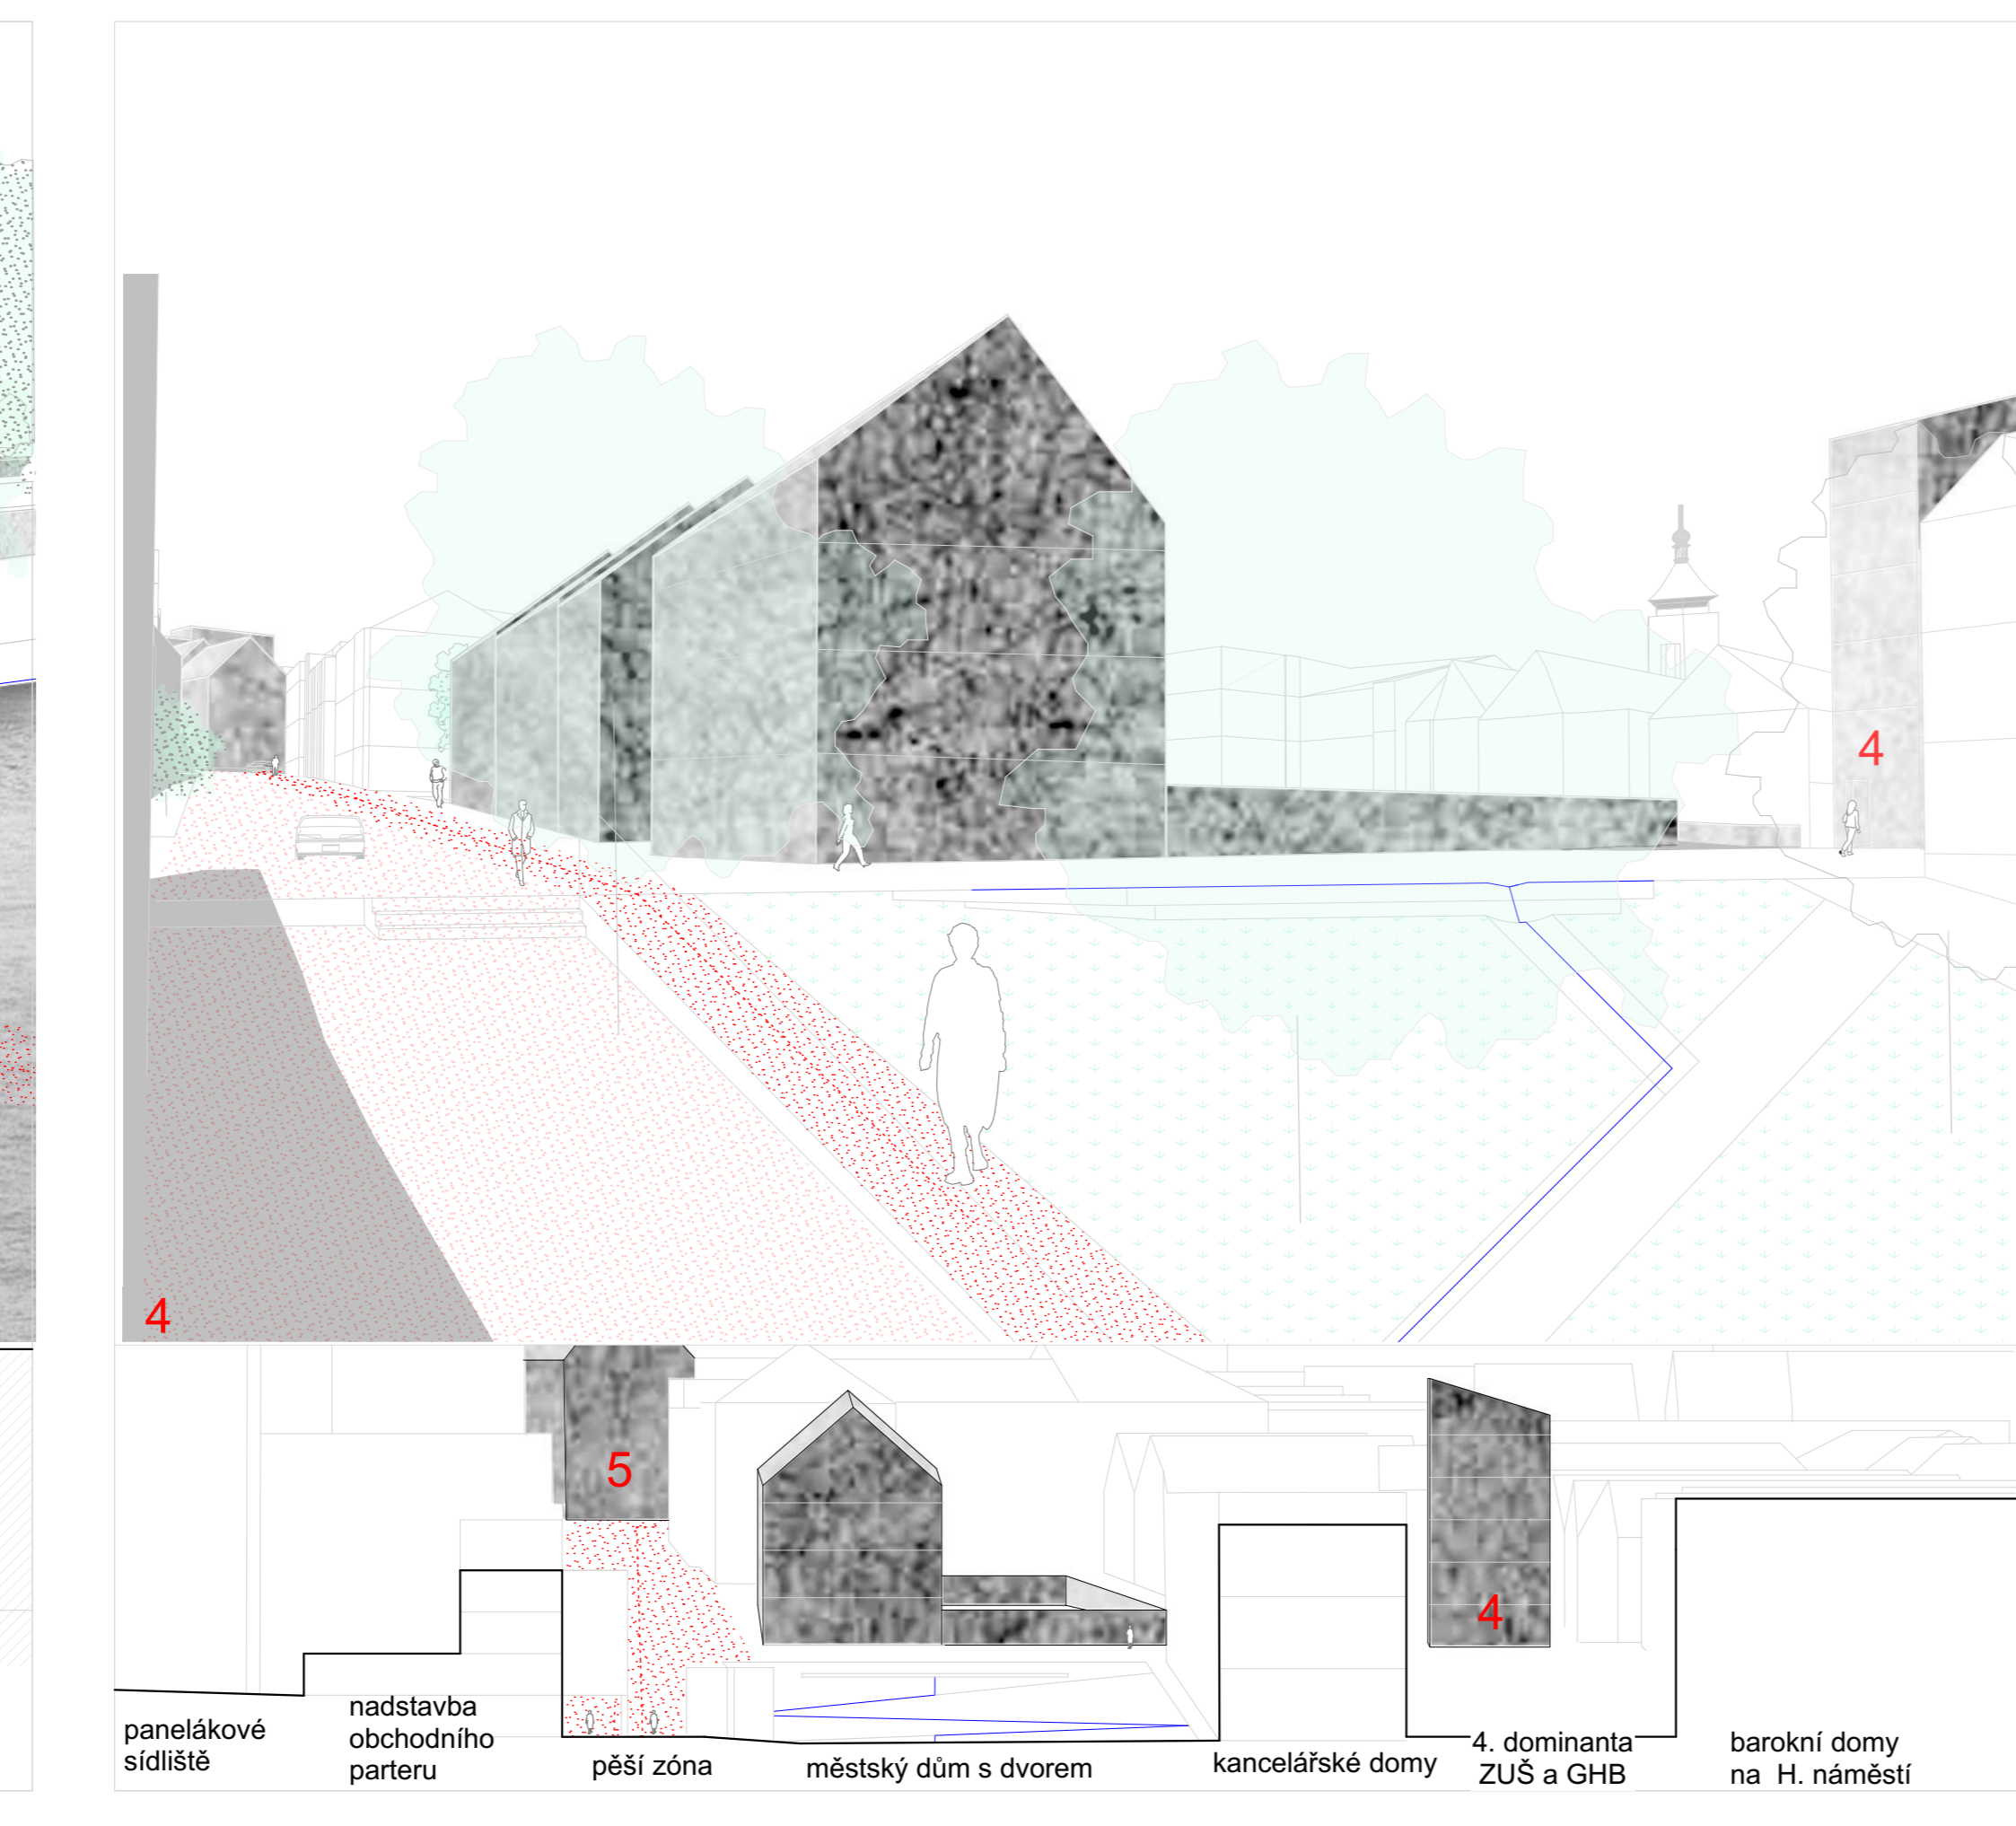 4
4
5
4
panelákové
sídliště
nadstavba
obchodního
parteru
pěší zóna
městský dům s dvorem
kancelářské domy
4. dominanta
ZUŠ a GHB
barokní domy
na H. náměstí